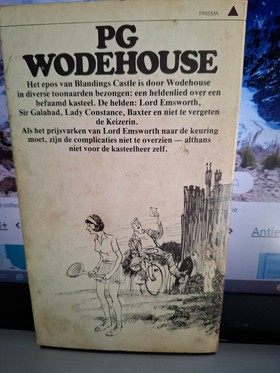 PRISMA
PG
WODEHOUSE
Het epos van Blandings Castle is door Wodehouse
in diverse toonaarden bezongen: een heldenlied over een
befaamd kasteel. De helden: Lord Emsworth,
Sir Galahad, Lady Constance, Baxter en niet te vergeten
de Keizerin.
Als het prijsvarken van Lord Emsworth naar de keuring
moet, zijn de complicaties niet te overzien — althans
niet voor de kasteelheer zelf.